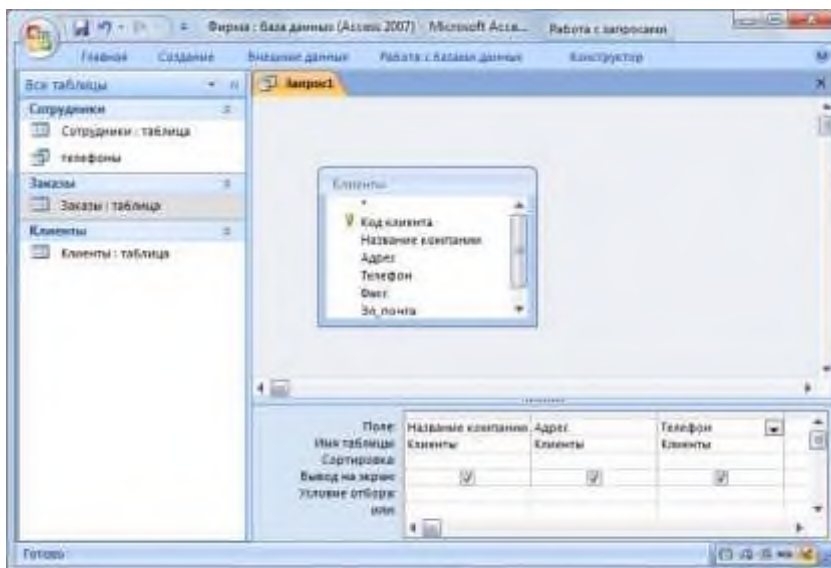 Фирма : база данных (Access 2007) - Microsoft Acce...
Работа с запросами
Главная Создание Внешние данные Работа с базами данных Конструктор
Все таблицы
Запрос1
Сотрудники
Сотрудники : таблица
телефоны
Заказы
Заказы : таблица
Клиенты
Клиенты : таблица
Клиенты
*
Код клиента
Название компании
Адрес
Телефон
Факс
Эл_почта
Поле: Название компании Адрес Телефон
Имя таблицы: Клиенты Клиенты Клиенты
Сортировка:
Вывод на экран:
Условие отбора:
или:
Готово